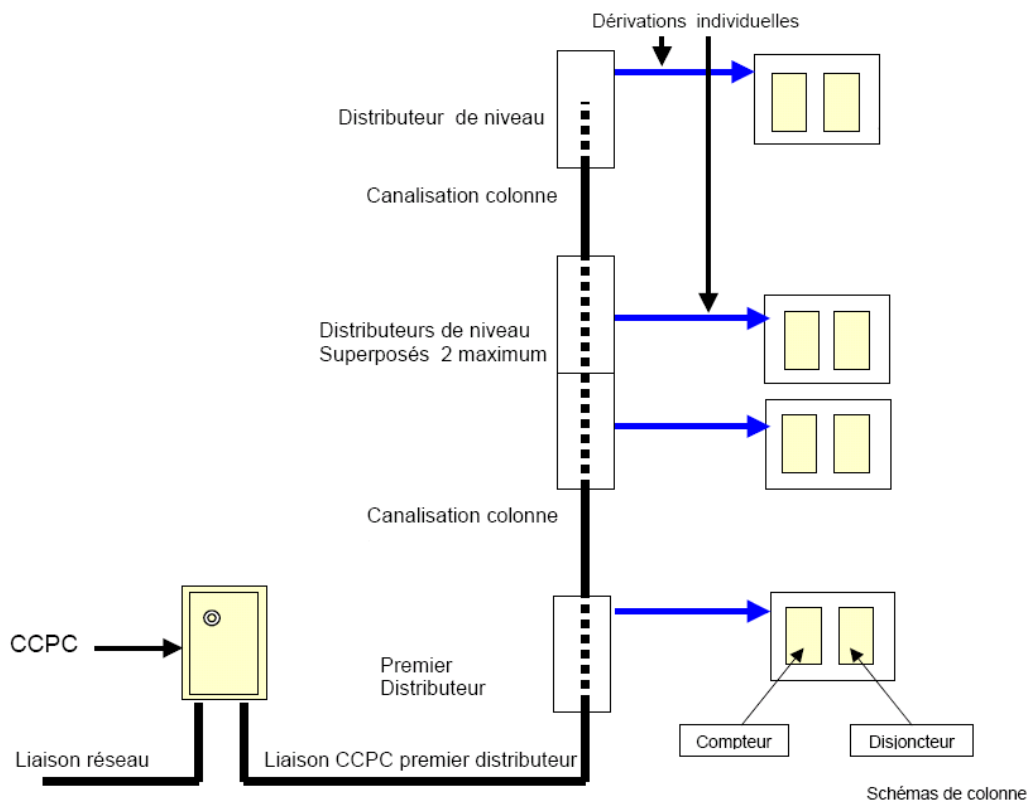 Dérivations individuelles
Distributeur de niveau
Canalisation colonne
Distributeurs de niveau
Superposés 2 maximum
Canalisation colonne
CCPC
Premier
Distributeur
Compteur
Disjoncteur
Liaison réseau
Liaison CCPC premier distributeur
Schémas de colonne